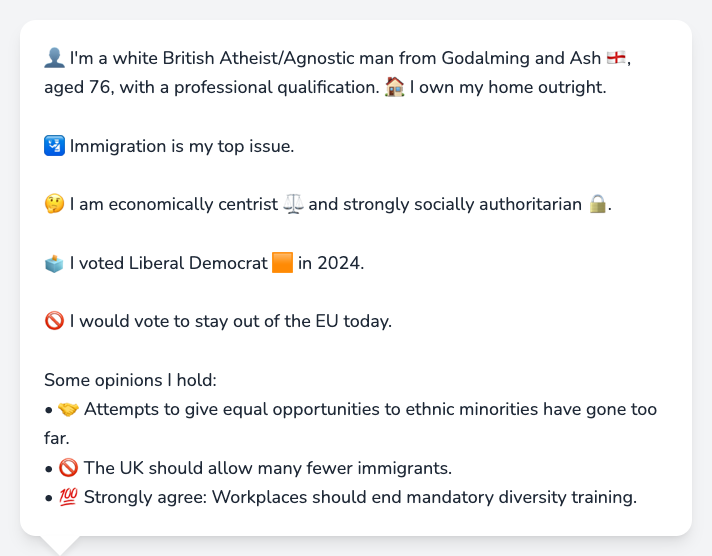 👤 I'm a white British Atheist/Agnostic man from Godalming and Ash 🏴󠁧󠁢󠁥󠁮󠁧󠁿,
aged 76, with a professional qualification. 🏠 I own my home outright.
🛂 Immigration is my top issue.
🤔 I am economically centrist ⚖️ and strongly socially authoritarian 🔒.
🗳️ I voted Liberal Democrat 🟧 in 2024.
🚫 I would vote to stay out of the EU today.
Some opinions I hold:
• 🤝 Attempts to give equal opportunities to ethnic minorities have gone too
far.
• 🚫 The UK should allow many fewer immigrants.
• 💯 Strongly agree: Workplaces should end mandatory diversity training.